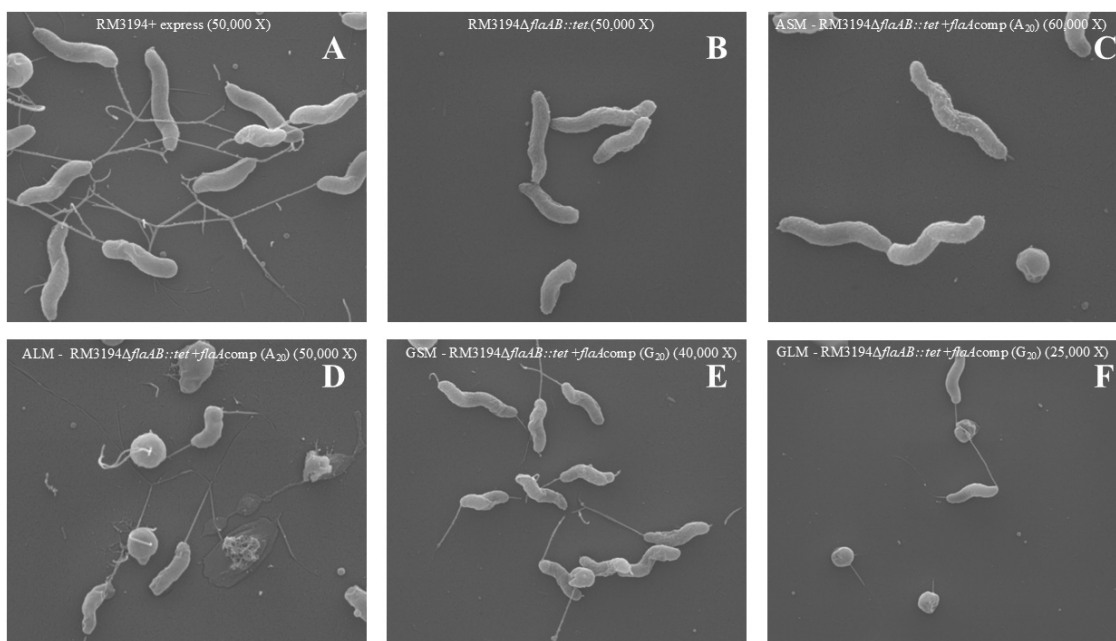 RM3194+ express (50,000 X)
A
RM3194ΔflaAB::tet.(50,000 X)
B
ASM - RM3194ΔflaAB::tet+flaAcomp (A20) (60,000 X)
C
ALM - RM3194ΔflaAB::tet +flaAcomp (A20) (50,000 X)
D
GSM - RM3194ΔflaAB::tet +flaAcomp (G20) (40,000 X)
E
GLM - RM3194ΔflaAB::tet +flaAcomp (G20) (25,000 X)
F